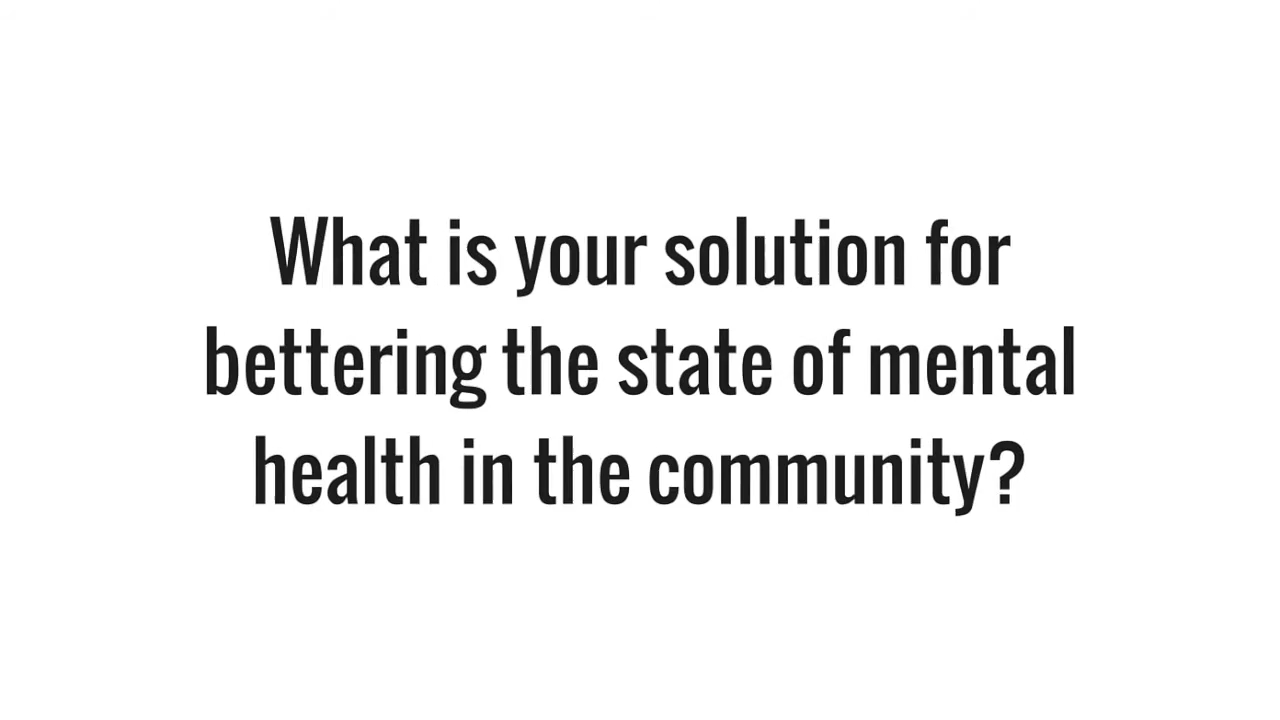 What is your solution for
bettering the state of mental
health in the community?